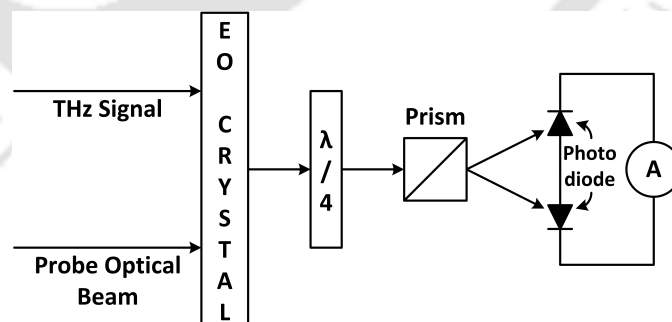 THz Signal
Probe Optical
Beam
E
O
C
R
Y
S
T
A
L
λ
/
4
Prism
Photo
diode
A